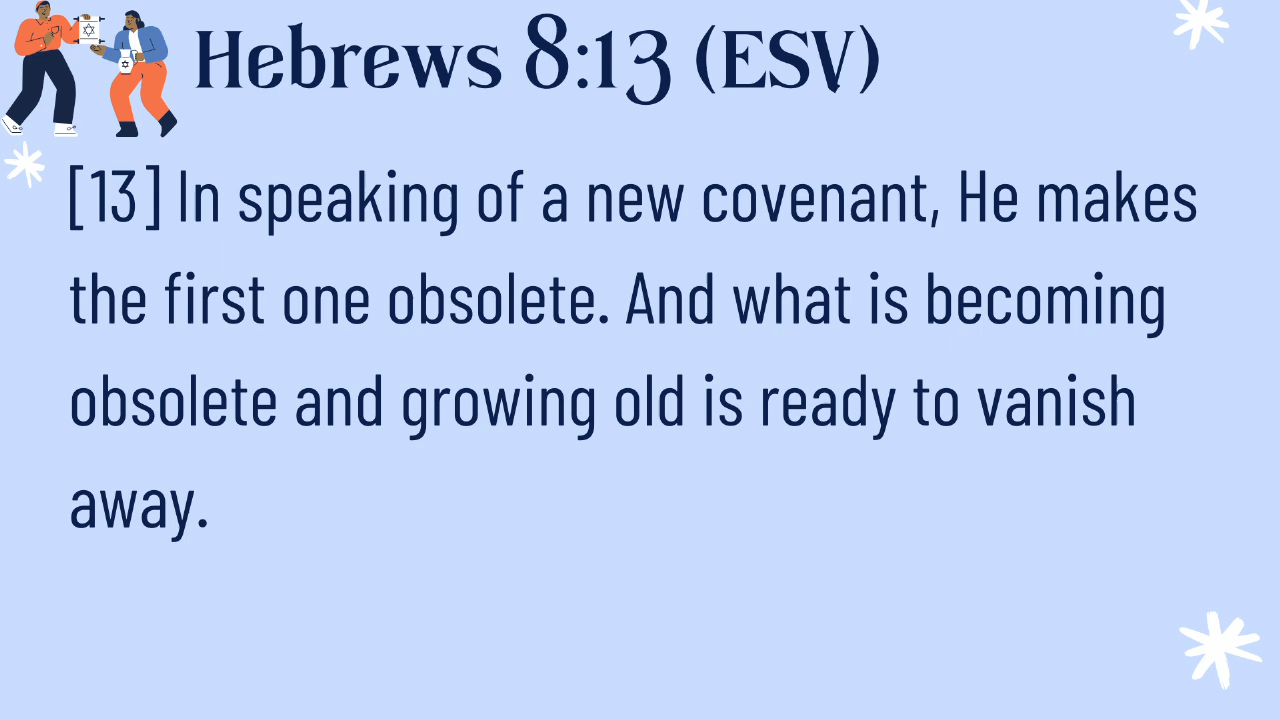 Hebrews 8:13 (ESV)
[13] In speaking of a new covenant, He makes
the first one obsolete. And what is becoming
obsolete and growing old is ready to vanish
away.